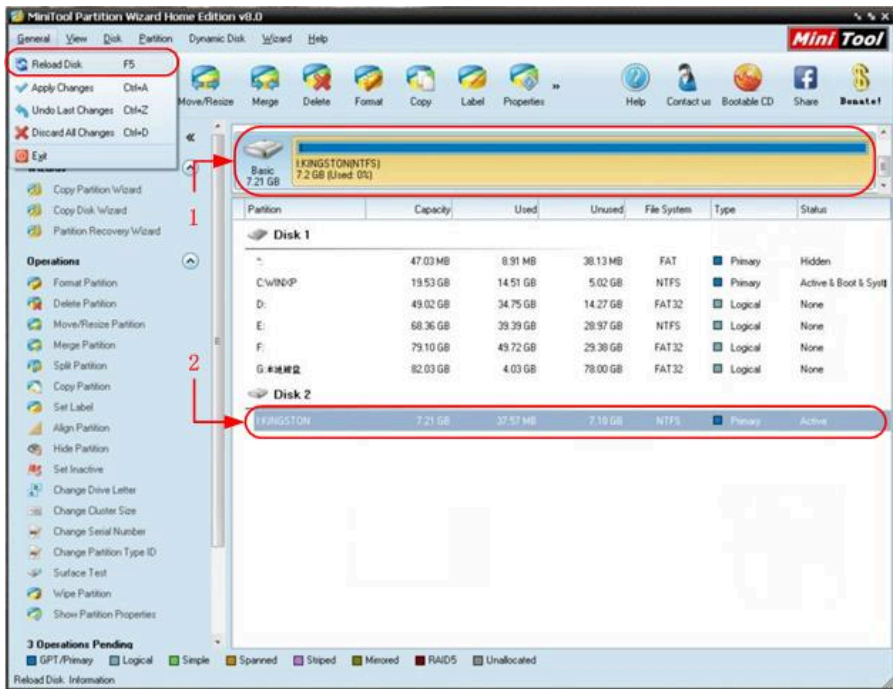 MiniTool Partition Wizard Home Edition v8.0
General View Disk Partition Dynamic Disk Wizard Help
Mini Tool
Reload Disk F5
Apply Changes Ctrl+A
Undo Last Changes Ctrl+Z
Discard All Changes Ctrl+D
Exit
Move/Resize Merge Delete Format Copy Label Properties » Help Contact us Bootable CD Share Donate!
«
1
Basic
7.21 GB
I:KINGSTON(NTFS)
7.2 GB (Used: 0%)
Copy Partition Wizard
Copy Disk Wizard
Partition Recovery Wizard
Operations
Format Partition
Delete Partition
Move/Resize Partition
Merge Partition
Split Partition
Copy Partition
Set Label
Align Partition
Hide Partition
Set Inactive
Change Drive Letter
Change Cluster Size
Change Serial Number
Change Partition Type ID
Surface Test
Wipe Partition
Show Partition Properties
3 Operations Pending
2
Partition Capacity Used Unused File System Type Status
Disk 1
*: 47.03 MB 8.91 MB 38.13 MB FAT Primary Hidden
C:WINXP 19.53 GB 14.51 GB 5.02 GB NTFS Primary Active & Boot & Syst
D: 49.02 GB 34.75 GB 14.27 GB FAT32 Logical None
E: 68.36 GB 39.39 GB 28.97 GB NTFS Logical None
F: 79.10 GB 49.72 GB 29.38 GB FAT32 Logical None
G:本地磁盘 82.03 GB 4.03 GB 78.00 GB FAT32 Logical None
Disk 2
I:KINGSTON 7.21 GB 37.57 MB 7.18 GB NTFS Primary Active
GPT/Primary Logical Simple Spanned Striped Mirrored RAID5 Unallocated
Reload Disk Information